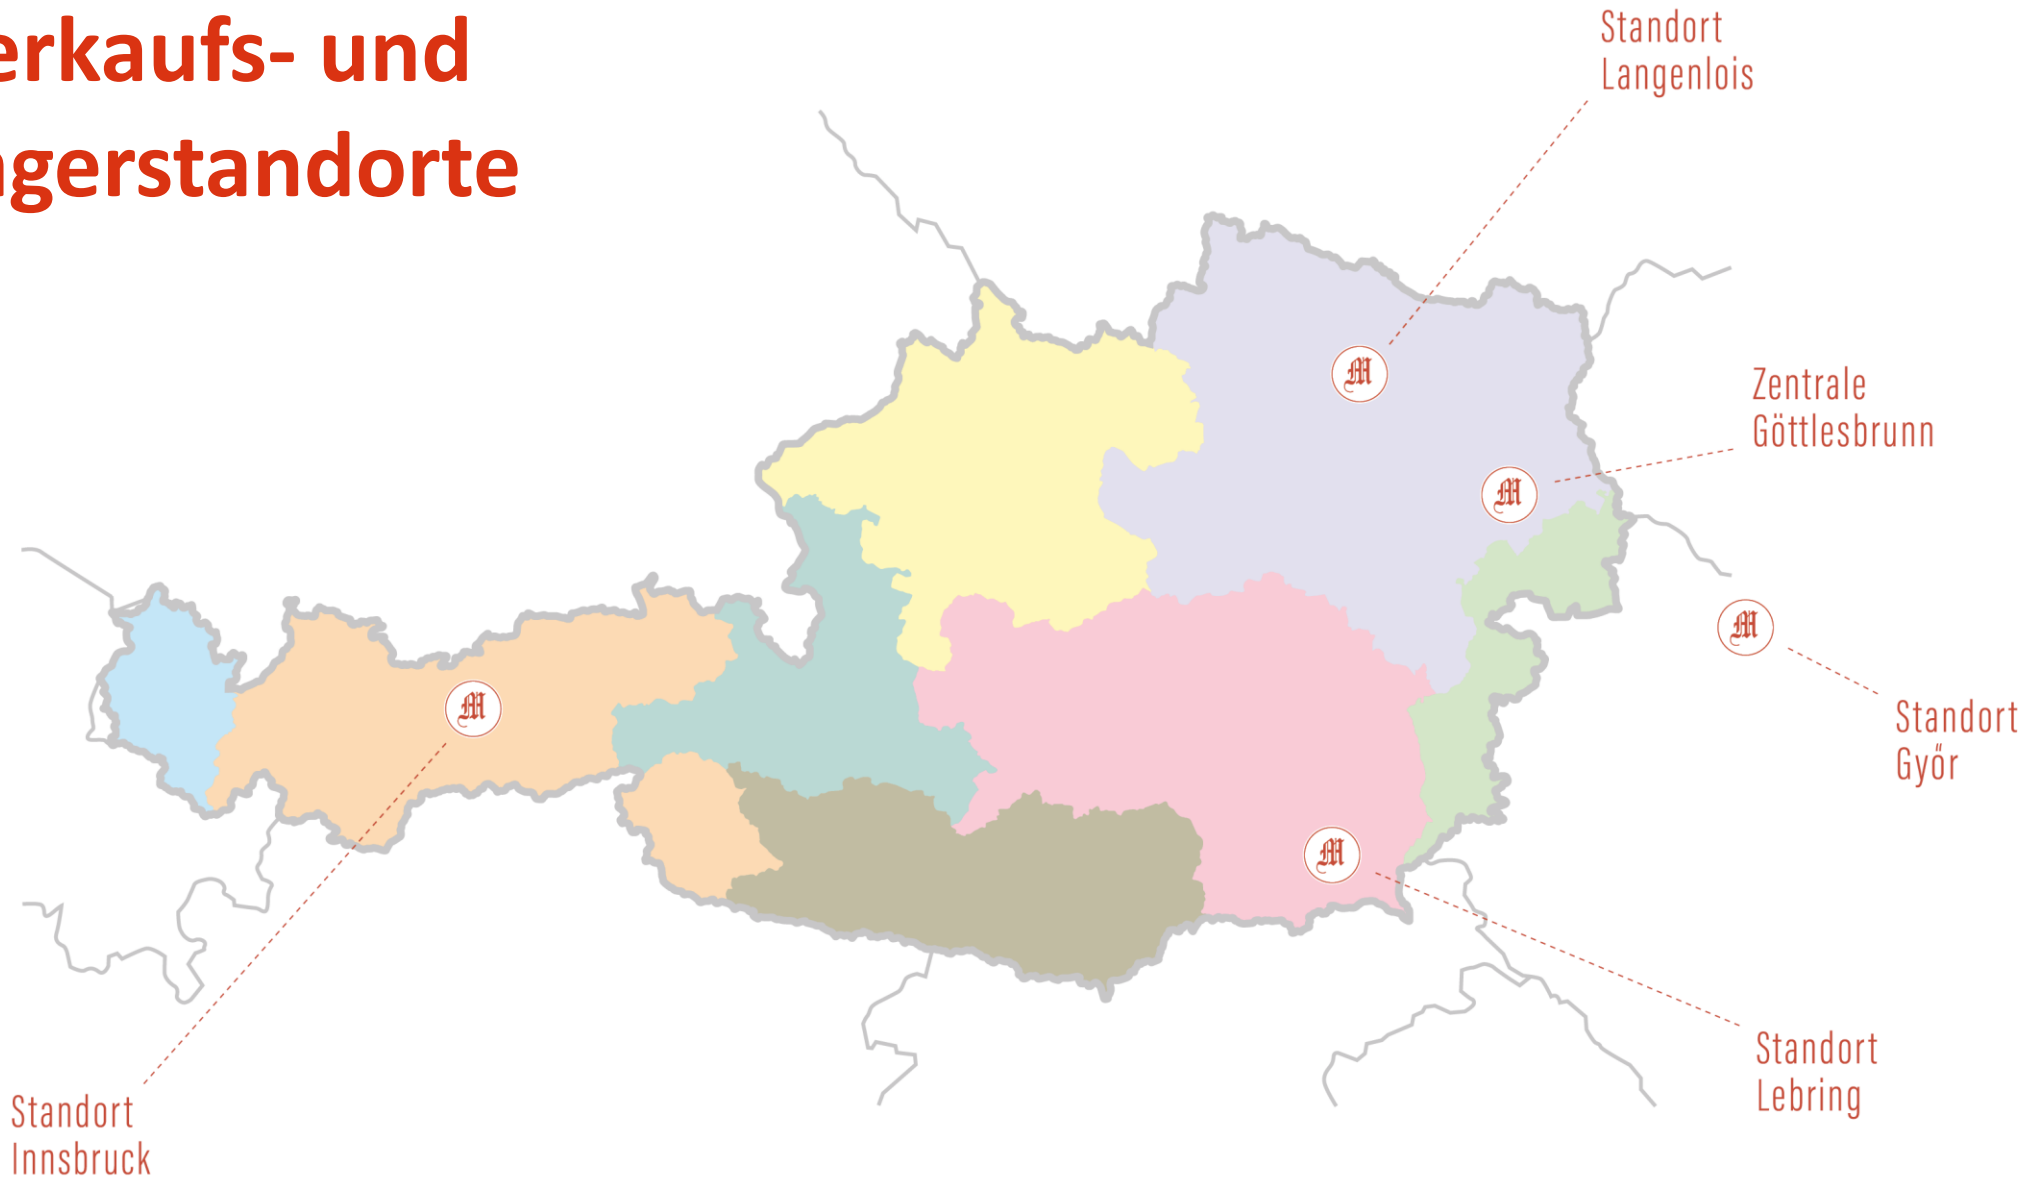 erkaufs- und
gerstandorte
Standort
Langenlois
Zentrale
Göttlesbrunn
M
M
M
Standort
Győr
M
M
Standort
Lebring
Standort
Innsbruck